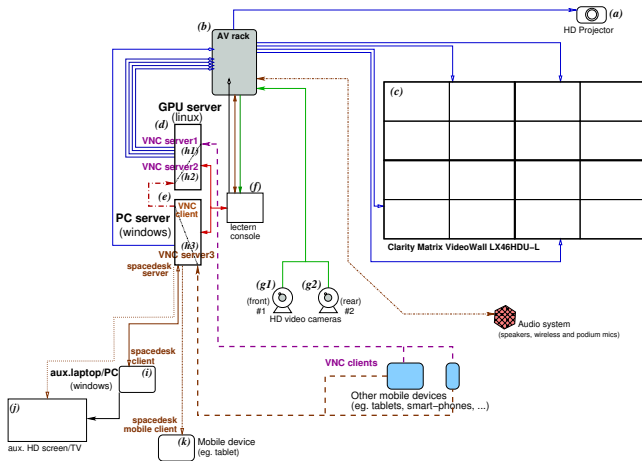 (b)
AV rack
(a)
HD Projector
(c)
GPU server
(linux)
(d)
VNC server1
(h1)
VNC server2
(h2)
(e)
(f)
VNC
client
PC server
(windows)
lectern
console
(h3)
VNC server3
Clarity Matrix VideoWall LX46HDU-L
spacedesk
server
(g1)
(g2)
(front)
#1
(rear)
#2
HD video cameras
Audio system
(speakers, wireless and podium mics)
spacedesk
client
aux.laptop/PC
(windows)
(i)
VNC clients
Other mobile devices
(eg. tablets, smart-phones, ...)
(j)
spacedesk
mobile client
(k)
Mobile device
(eg. tablet)
aux. HD screen/TV